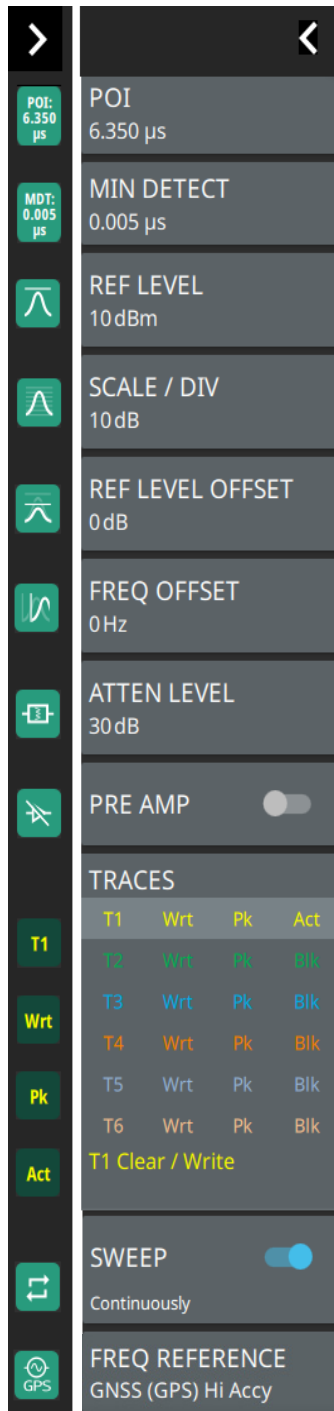 POI:
6.350
µs
MDT:
0.005
µs
T1
Wrt
Pk
Act
GPS
POI
6.350 µs
MIN DETECT
0.005 µs
REF LEVEL
10 dBm
SCALE / DIV
10 dB
REF LEVEL OFFSET
0 dB
FREQ OFFSET
0 Hz
ATTEN LEVEL
30 dB
PRE AMP
TRACES
T1 Wrt Pk Act
T2 Wrt Pk Blk
T3 Wrt Pk Blk
T4 Wrt Pk Blk
T5 Wrt Pk Blk
T6 Wrt Pk Blk
T1 Clear / Write
SWEEP
Continuously
FREQ REFERENCE
GNSS (GPS) Hi Accy